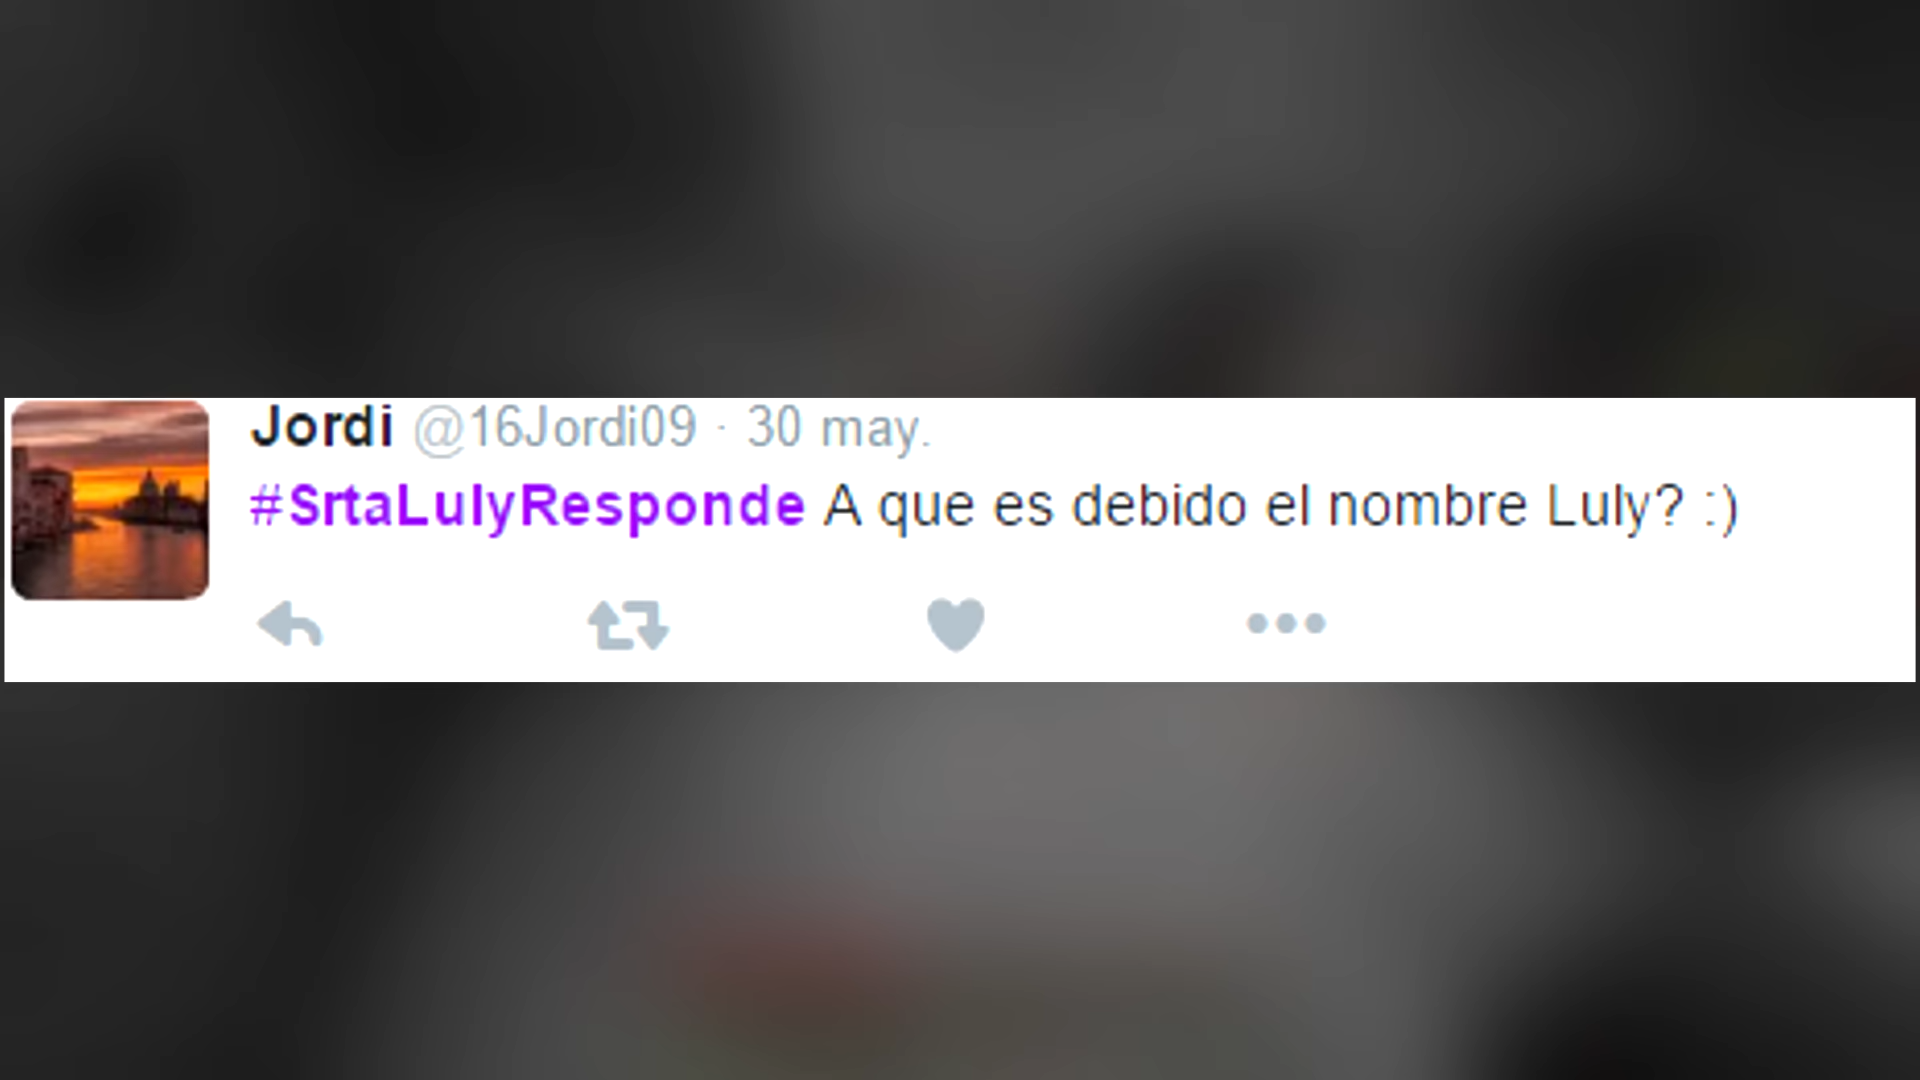 Jordi @16Jordi09 · 30 may.
#SrtaLulyResponde A que es debido el nombre Luly? :)